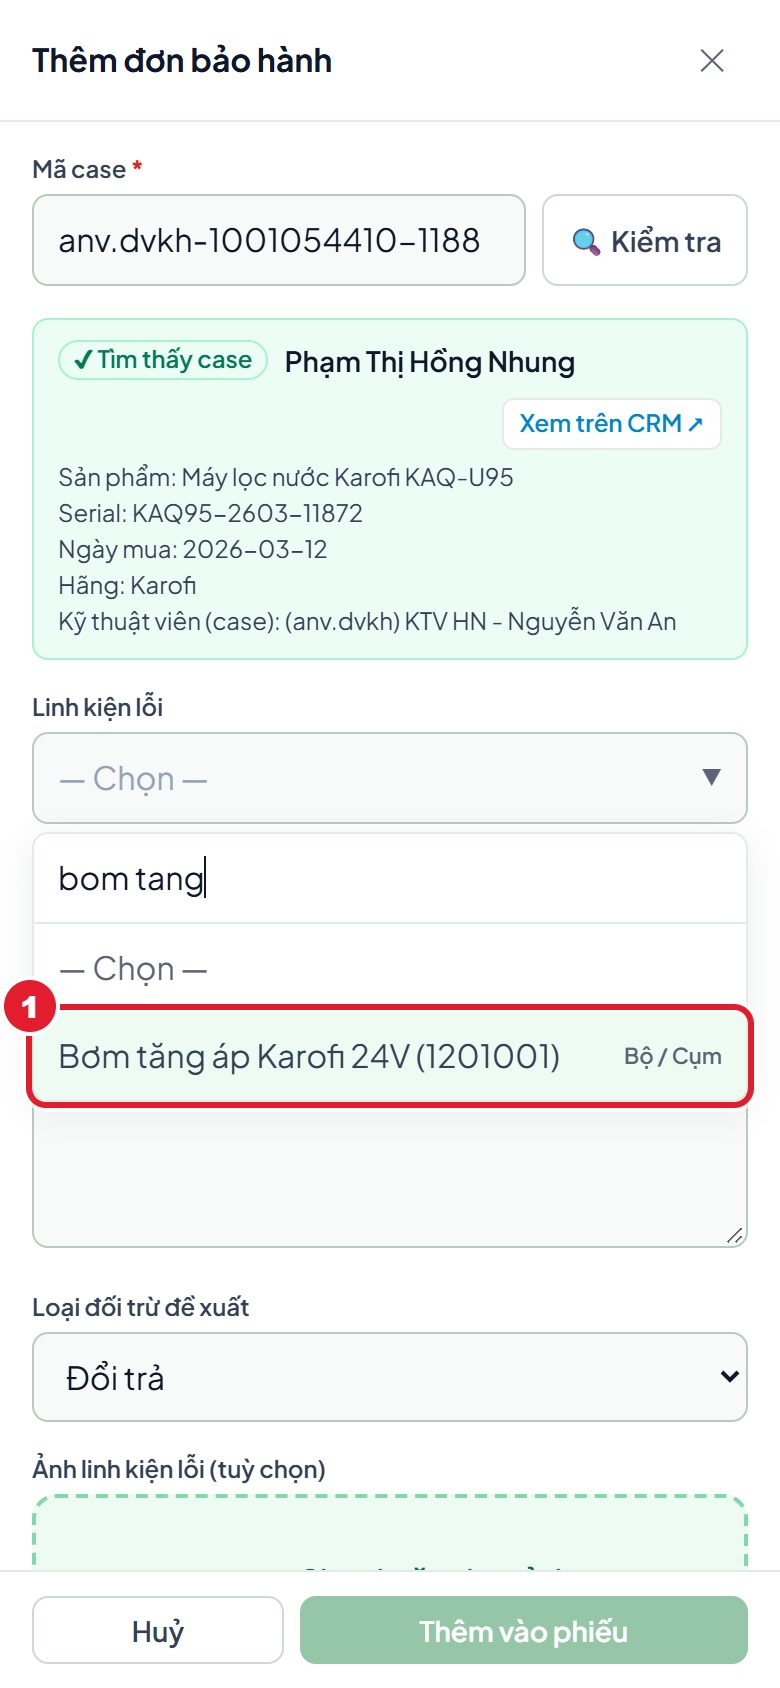 Thêm đơn bảo hành
Mã case *
anv.dvkh-1001054410-1188
Kiểm tra
✓ Tìm thấy case Phạm Thị Hồng Nhung
Xem trên CRM ↗
Sản phẩm: Máy lọc nước Karofi KAQ-U95
Serial: KAQ95-2603-11872
Ngày mua: 2026-03-12
Hãng: Karofi
Kỹ thuật viên (case): (anv.dvkh) KTV HN - Nguyễn Văn An
Linh kiện lỗi
— Chọn —
bom tang
— Chọn —
1
Bơm tăng áp Karofi 24V (1201001) Bộ / Cụm
Loại đối trừ đề xuất
Đổi trả
Ảnh linh kiện lỗi (tuỳ chọn)
Huỷ
Thêm vào phiếu